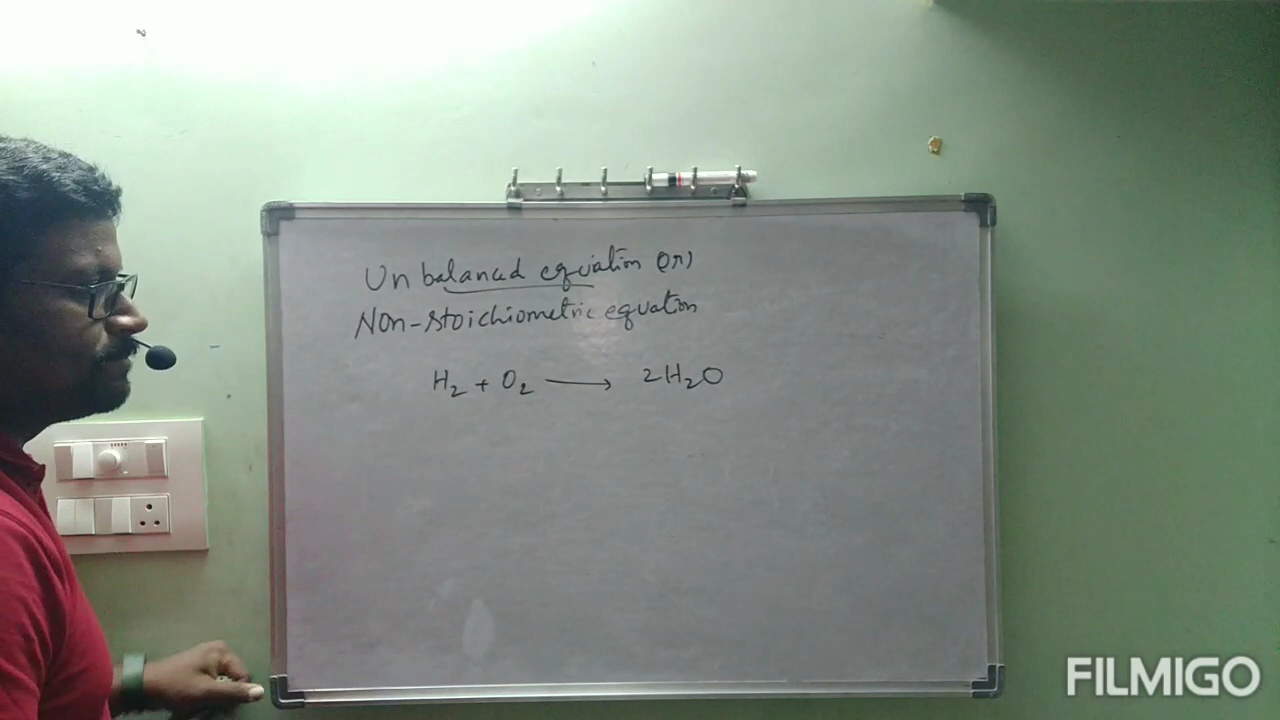 Un balanced equation (or)
Non-stoichiometric equation
H₂ + O₂ ⟶ 2H₂O
FILMIGO